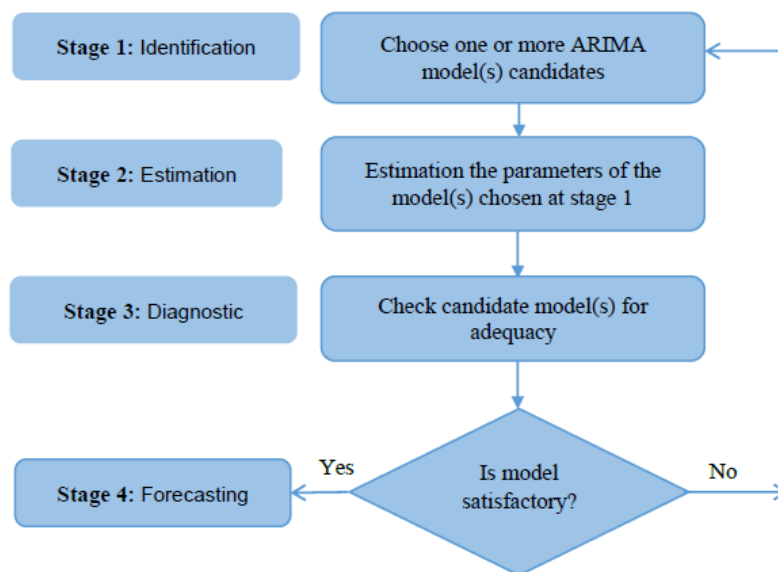 Stage 1: Identification
Choose one or more ARIMA
model(s) candidates
Stage 2: Estimation
Estimation the parameters of the
model(s) chosen at stage 1
Stage 3: Diagnostic
Check candidate model(s) for
adequacy
Stage 4: Forecasting
Yes
Is model
satisfactory?
No